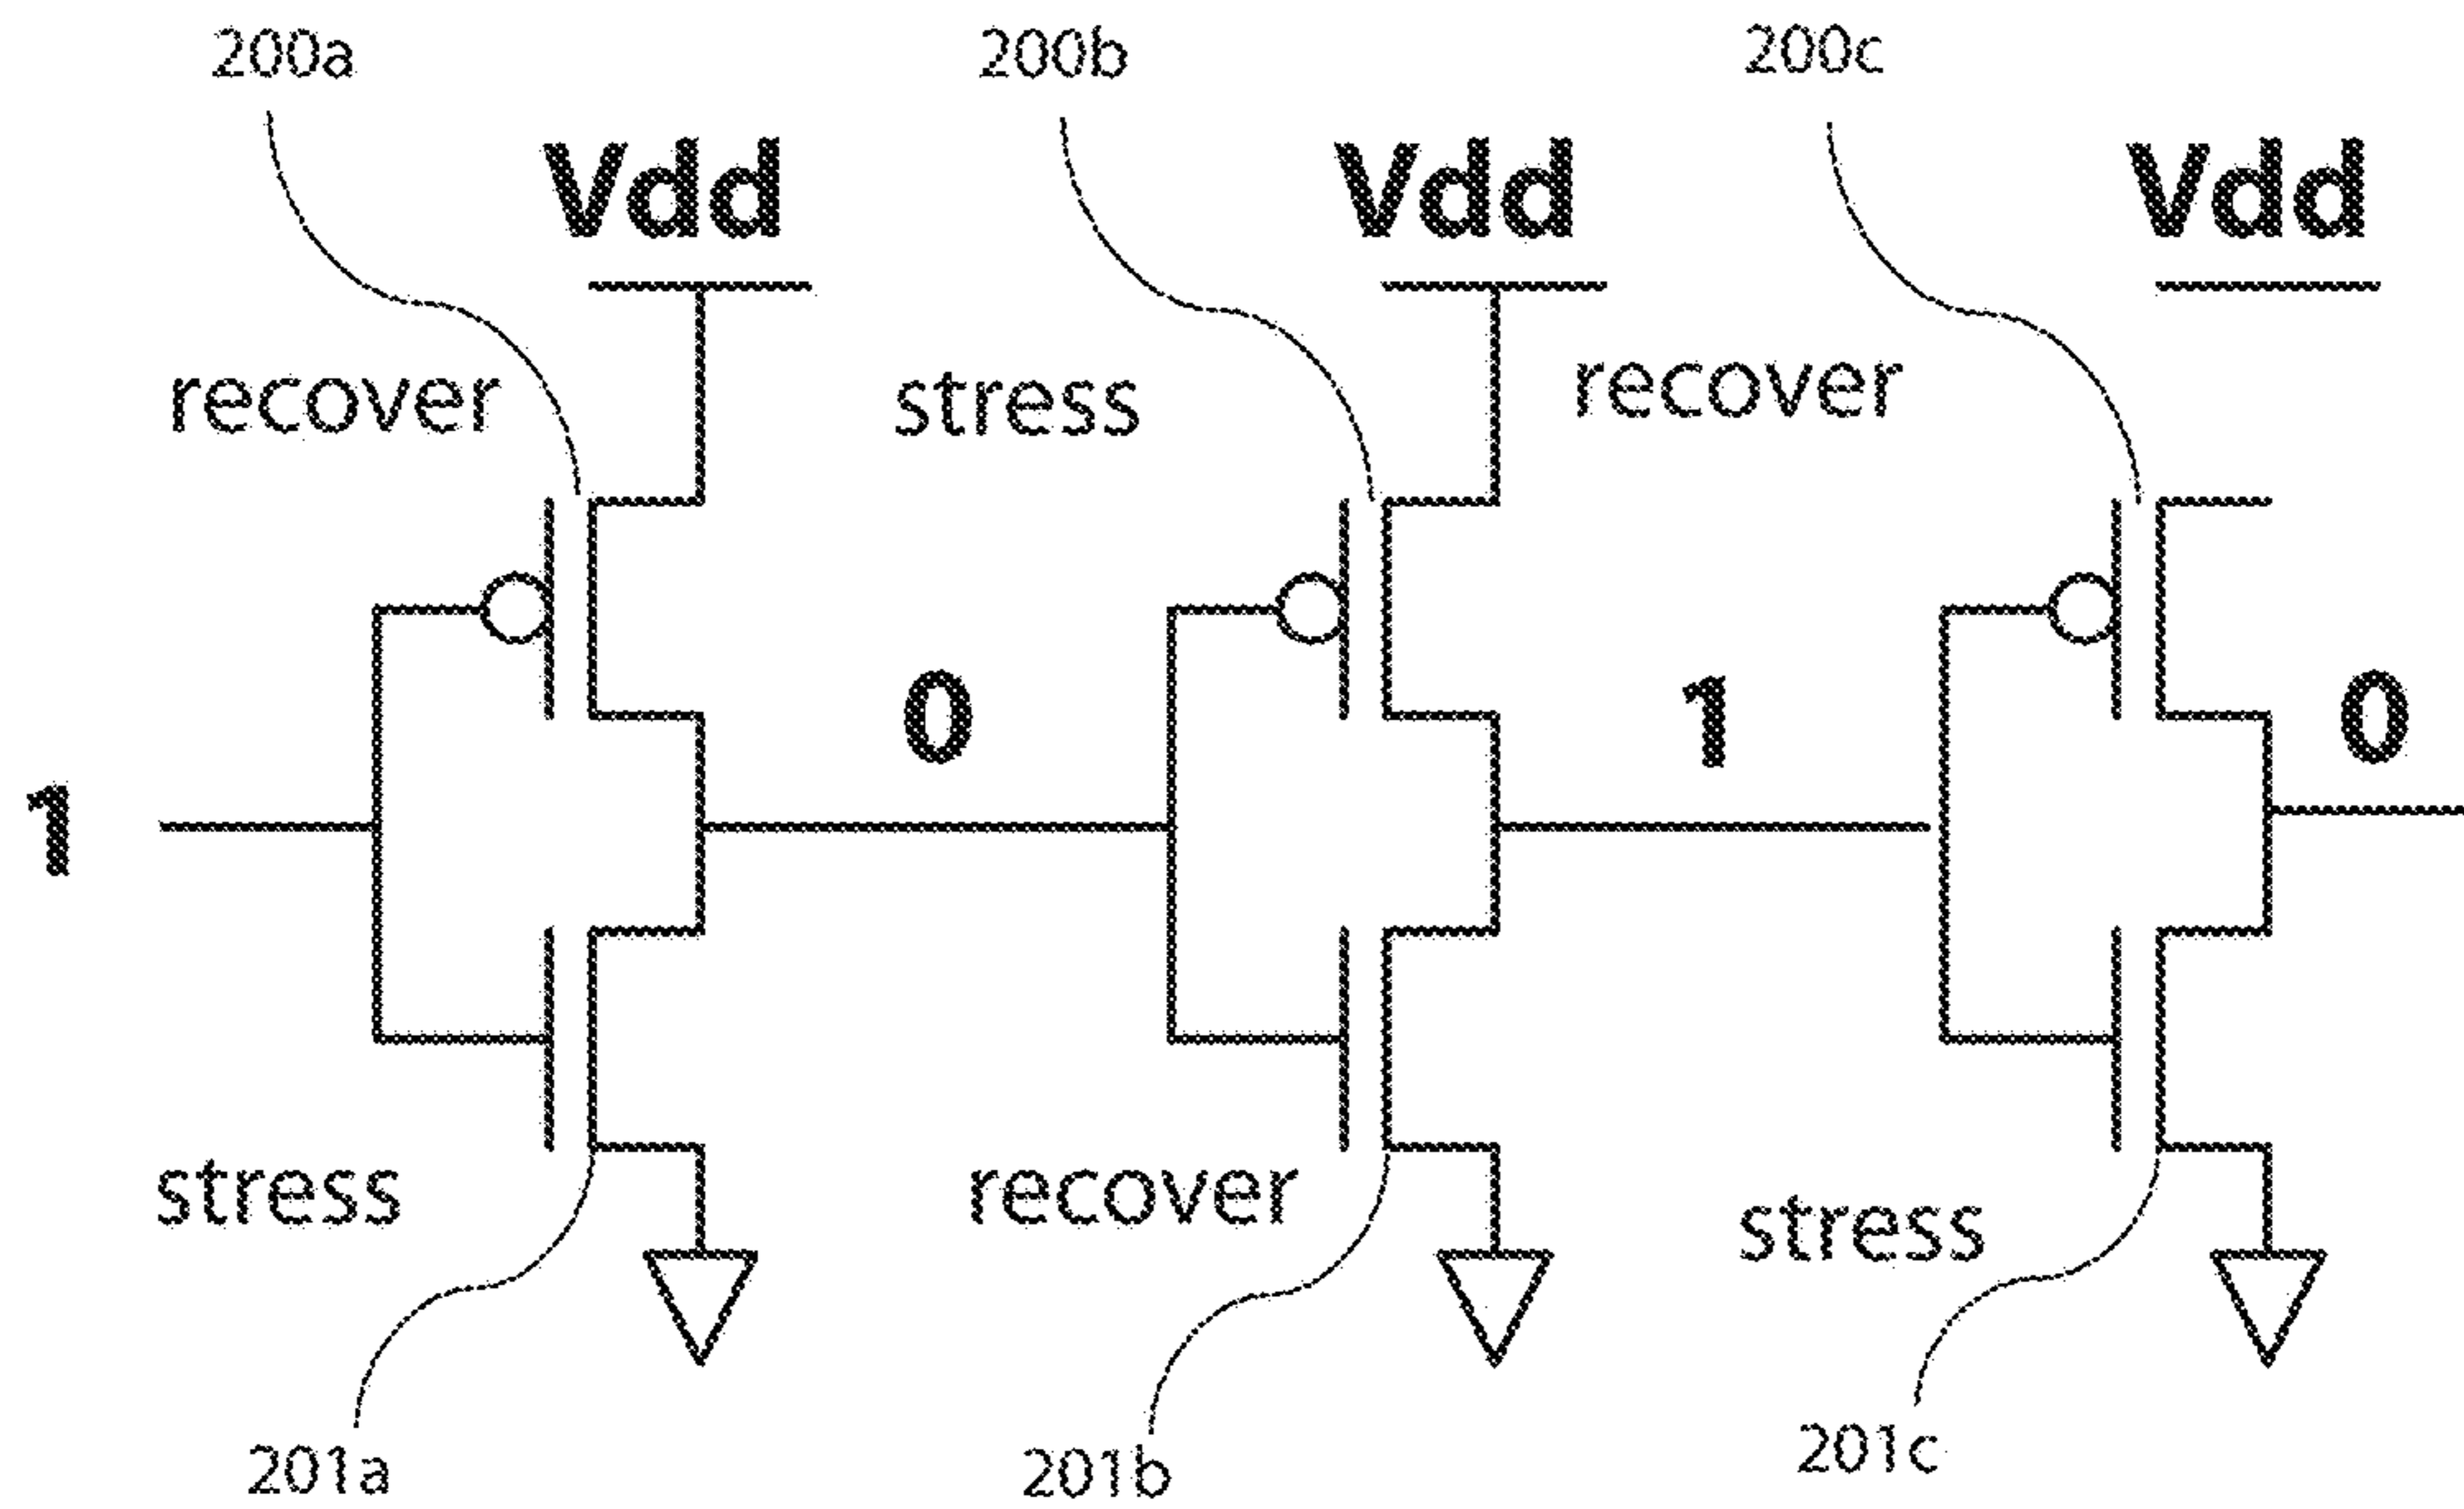 200a 200b 200c
Vdd Vdd Vdd
recover stress recover
0 1 0
1
stress recover stress
201a 201b 201c